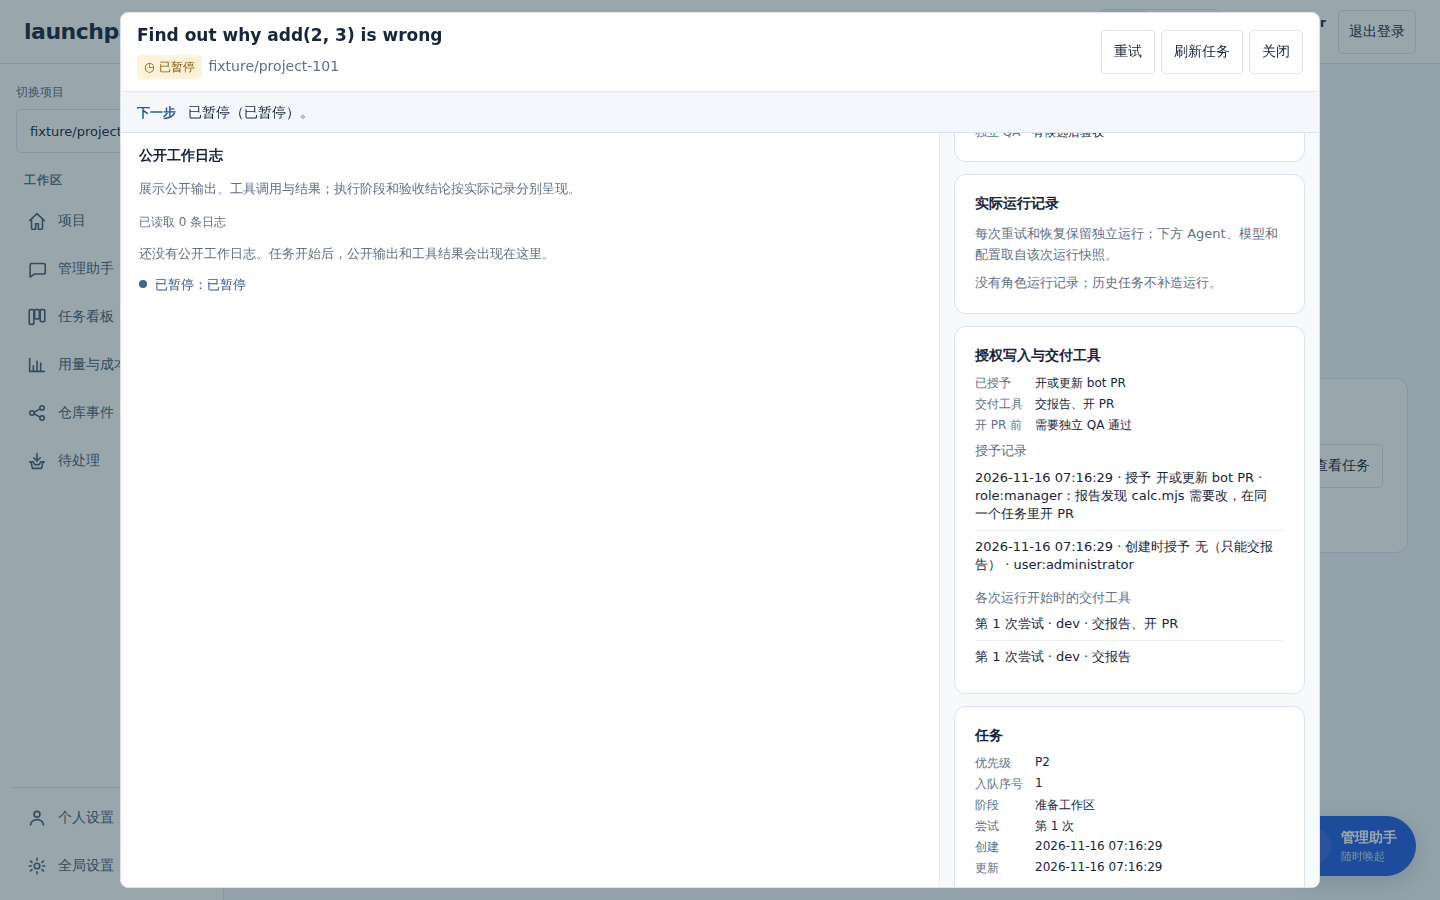 launchp
r
退出登录
切换项目
fixture/project
工作区
项目
管理助手
任务看板
用量与成本
仓库事件
待处理
个人设置
全局设置
Find out why add(2, 3) is wrong
已暂停
fixture/project-101
重试
刷新任务
关闭
下一步 已暂停（已暂停）。
公开工作日志
展示公开输出、工具调用与结果；执行阶段和验收结论按实际记录分别呈现。
已读取 0 条日志
还没有公开工作日志。任务开始后，公开输出和工具结果会出现在这里。
已暂停：已暂停
独立 QA 有候选后验收
实际运行记录
每次重试和恢复保留独立运行；下方 Agent、模型和
配置取自该次运行快照。
没有角色运行记录；历史任务不补造运行。
授权写入与交付工具
已授予 开或更新 bot PR
交付工具 交报告、开 PR
开 PR 前 需要独立 QA 通过
授予记录
2026-11-16 07:16:29 · 授予 开或更新 bot PR ·
role:manager：报告发现 calc.mjs 需要改，在同
一个任务里开 PR
2026-11-16 07:16:29 · 创建时授予 无（只能交报
告） · user:administrator
各次运行开始时的交付工具
第 1 次尝试 · dev · 交报告、开 PR
第 1 次尝试 · dev · 交报告
任务
优先级 P2
入队序号 1
阶段 准备工作区
尝试 第 1 次
创建 2026-11-16 07:16:29
更新 2026-11-16 07:16:29
查看任务
管理助手
随时唤起